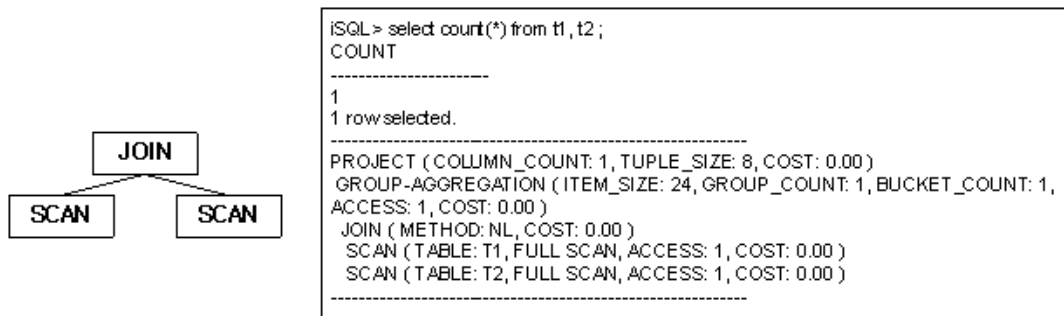 JOIN
SCAN
SCAN
iSQL> select count(*) from t1, t2 ;
COUNT
-----------------------
1
1 row selected.
------------------------------------------------------------
PROJECT ( COLUMN_COUNT: 1, TUPLE_SIZE: 8, COST: 0.00 )
GROUP-AGGREGATION ( ITEM_SIZE: 24, GROUP_COUNT: 1, BUCKET_COUNT: 1,
ACCESS: 1, COST: 0.00 )
JOIN ( METHOD: NL, COST: 0.00 )
SCAN ( TABLE: T1, FULL SCAN, ACCESS: 1, COST: 0.00 )
SCAN ( TABLE: T2, FULL SCAN, ACCESS: 1, COST: 0.00 )
------------------------------------------------------------